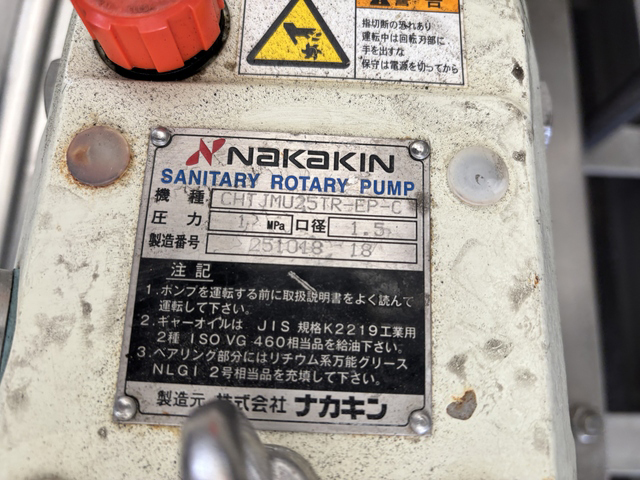 警告
指切断の恐れあり
運転中は回転刃部に
手を出すな
保守は電源を切ってから
NAKAKIN
SANITARY ROTARY PUMP
機種 CHTJMU25TR-EP-C
圧力 1 MPa 口径 1.5
製造番号 251048 18
注記
1.ポンプを運転する前に取扱説明書をよく読んで
運転して下さい。
2.ギャーオイルは JIS 規格K2219工業用
2種 ISO VG 460相当品を給油下さい。
3.ベアリング部分にはリチウム系万能グリース
NLGI 2号相当品を充填して下さい。
製造元 株式会社 ナカキン